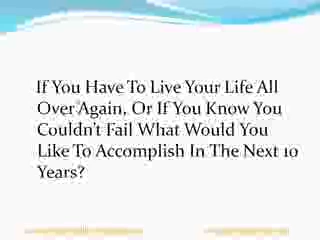 If You Have To Live Your Life All
Over Again, Or If You Know You
Couldn't Fail What Would You
Like To Accomplish In The Next 10
Years?